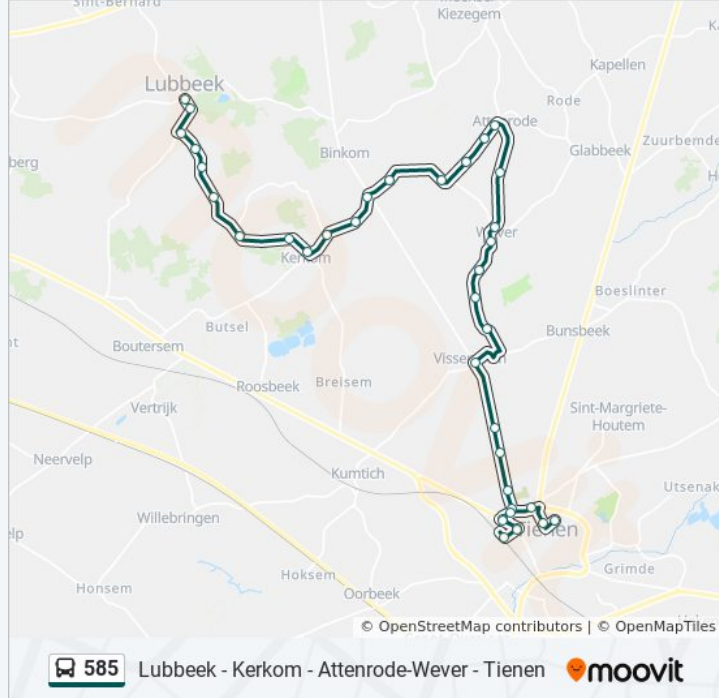 Sint-Bernard
Kiezegem
Lubbeek
Kapellen
Rode
Attenrode
Zuurbemde
Glabbeek
Binkom
berg
Wever
Kerkom
Boeslinter
Butsel
Bunsbeek
Boutersem
Roosbeek
Breisem
Vertrijk
Sint-Margriete-
Houtem
Neervelp
Kumtich
Utsenak
Willebringen
Tienen
Grimde
Hoksem
Honsem
Oorbeek
© OpenStreetMap contributors | © OpenMapTiles
585 Lubbeek - Kerkom - Attenrode-Wever - Tienen moovit